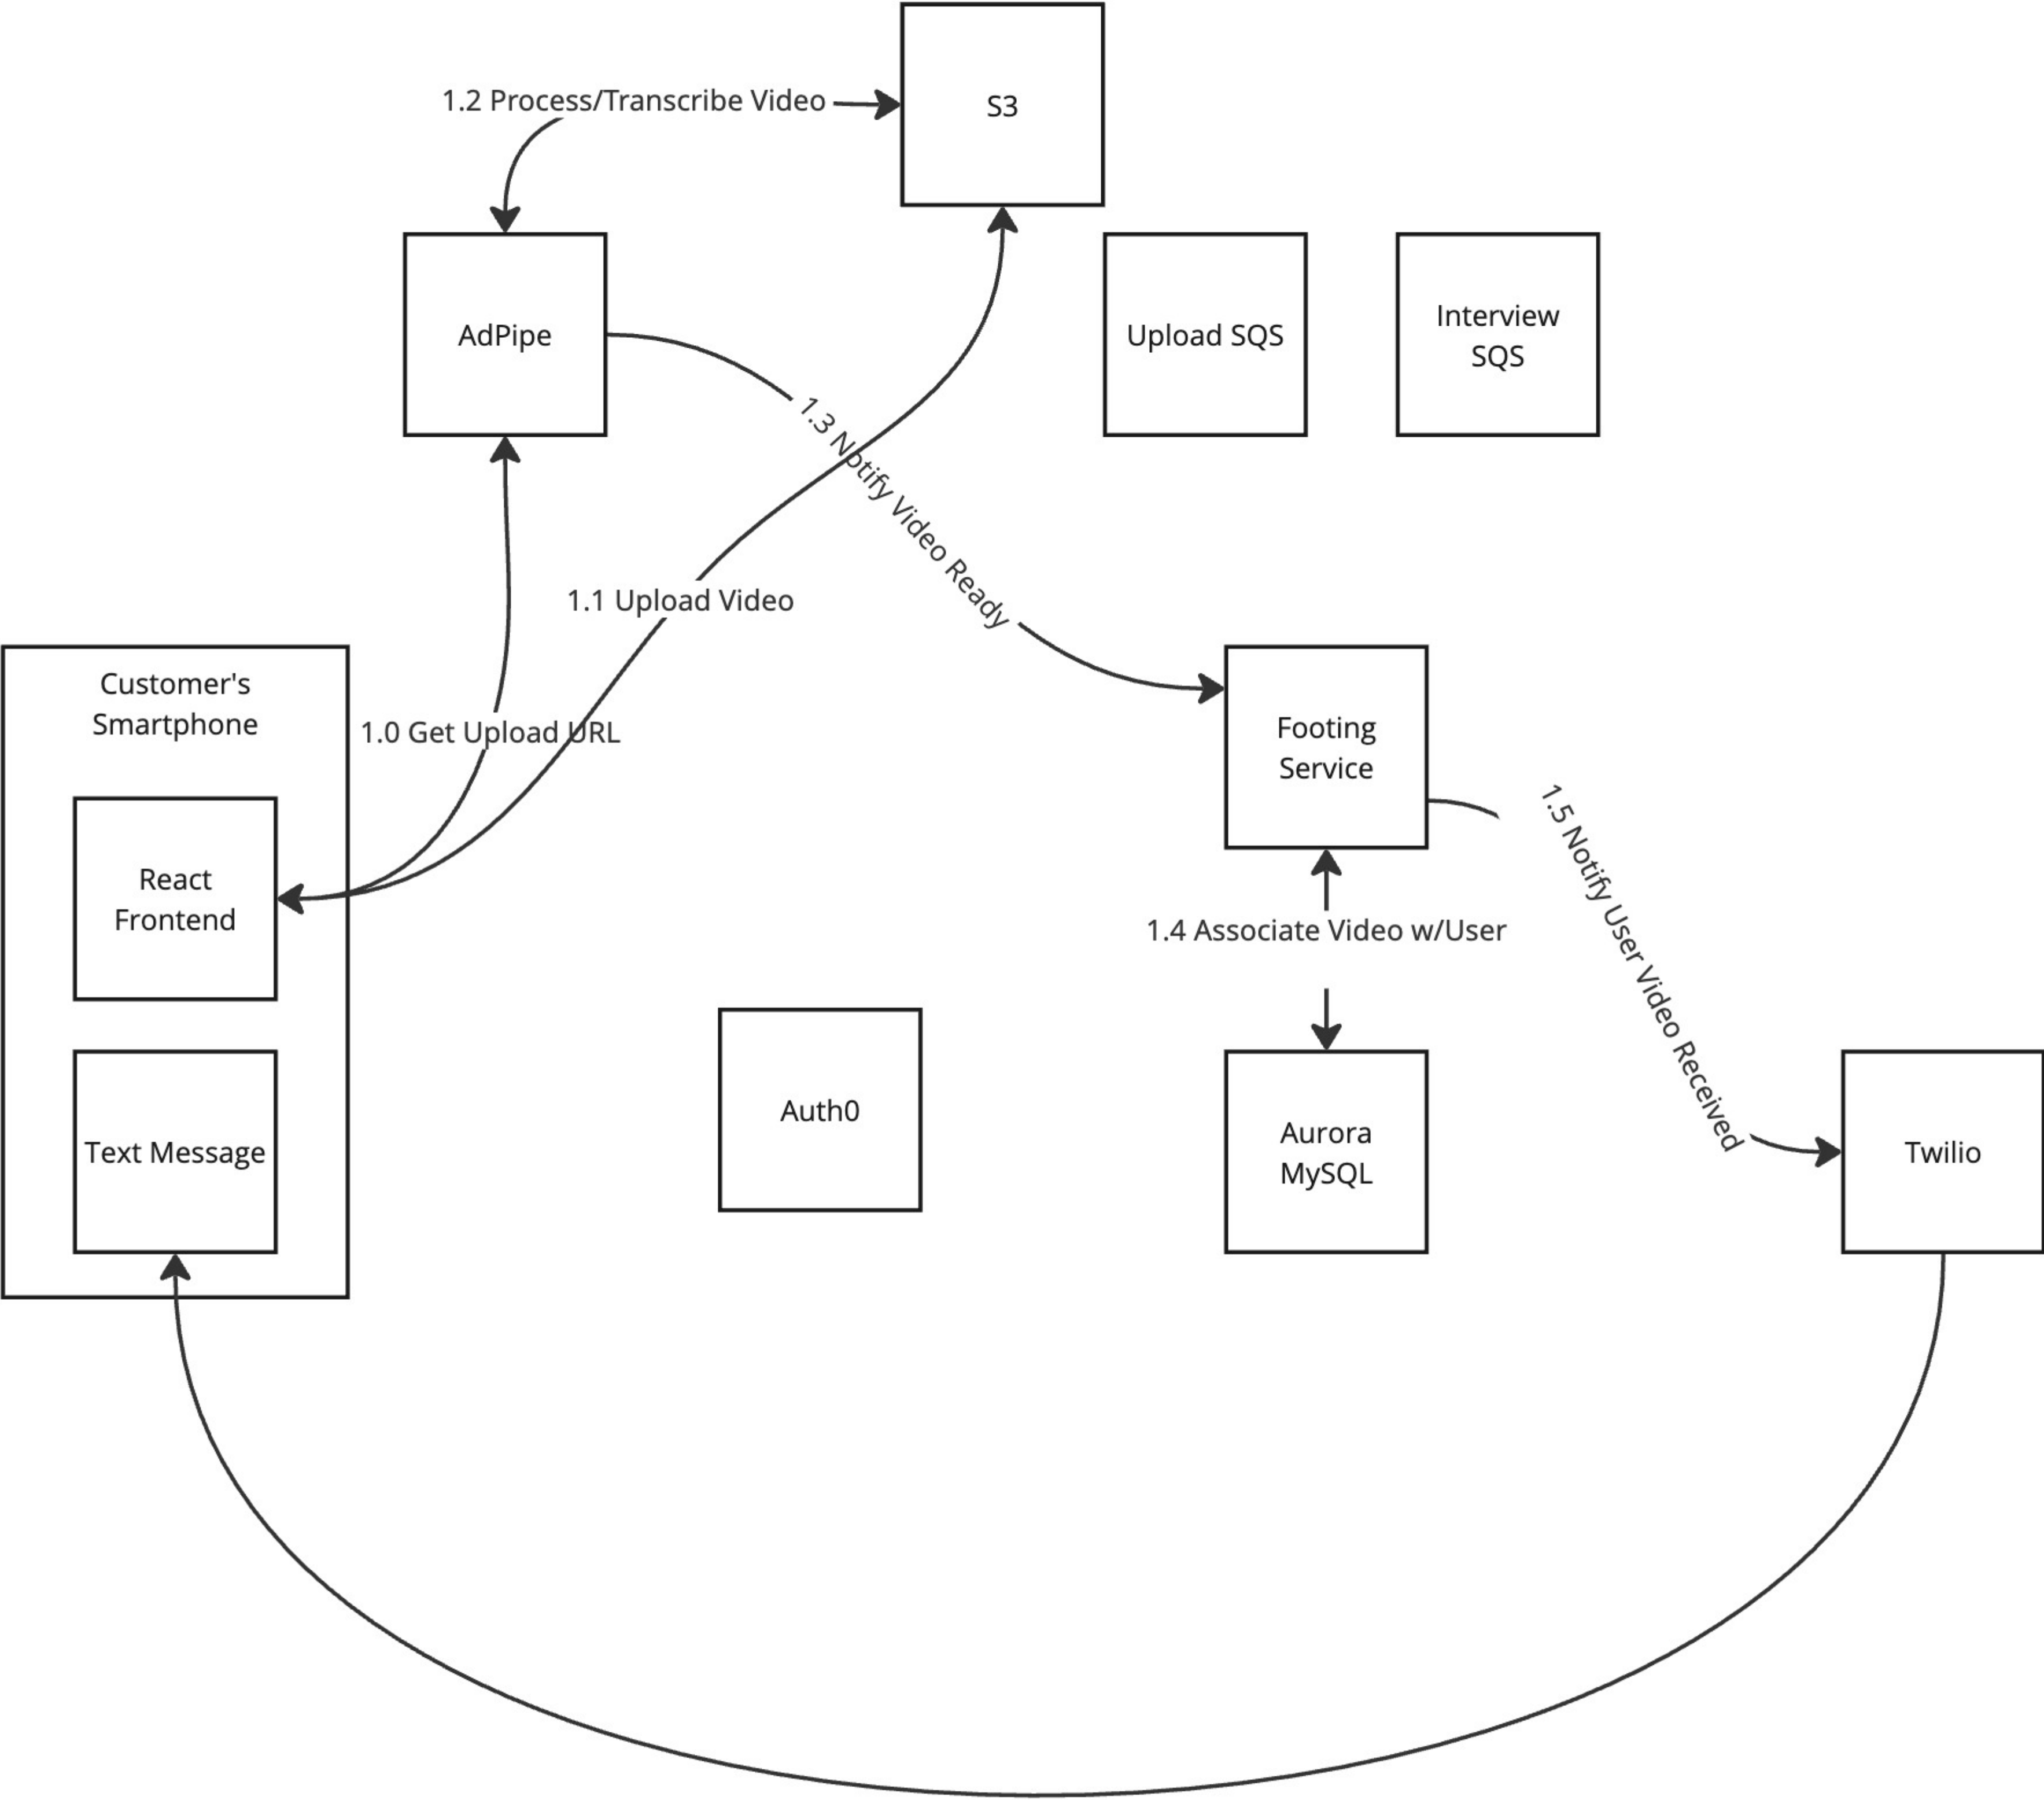 S3
1.2 Process/Transcribe Video
AdPipe
Upload SQS
Interview
SQS
1.3 Notify Video Ready
1.1 Upload Video
Customer's
Smartphone
1.0 Get Upload URL
Footing
Service
React
Frontend
1.5 Notify User Video Received
1.4 Associate Video w/User
Text Message
Auth0
Aurora
MySQL
Twilio